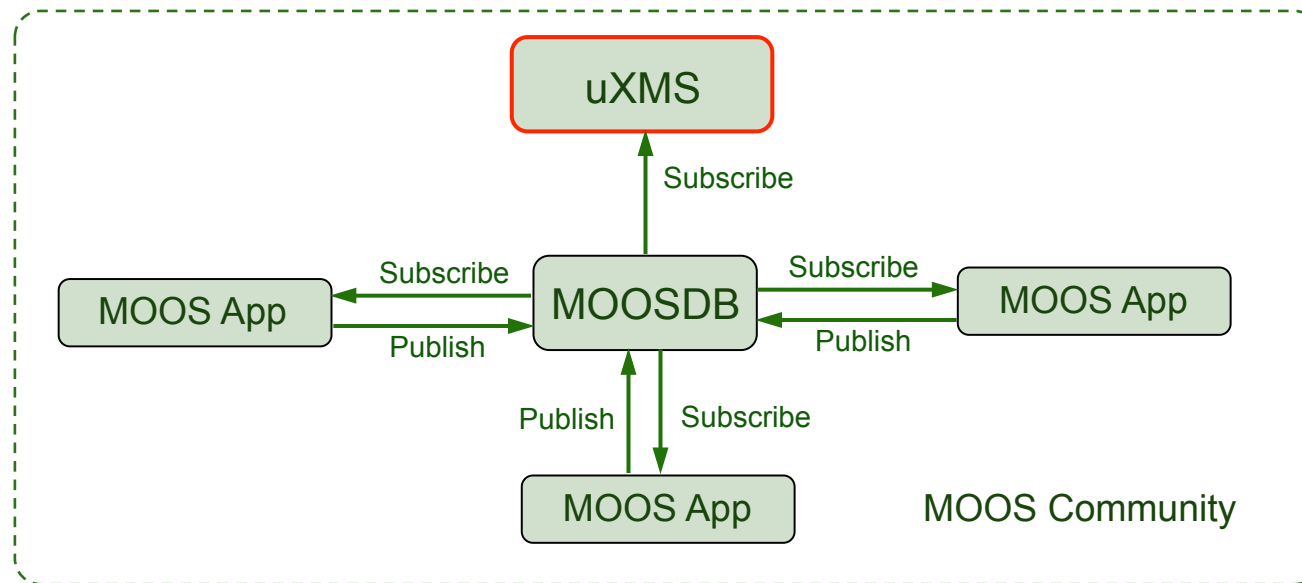 uXMS
Subscribe
Subscribe
Subscribe
MOOS App
MOOSDB
MOOS App
Publish
Publish
Publish
Subscribe
MOOS App
MOOS Community